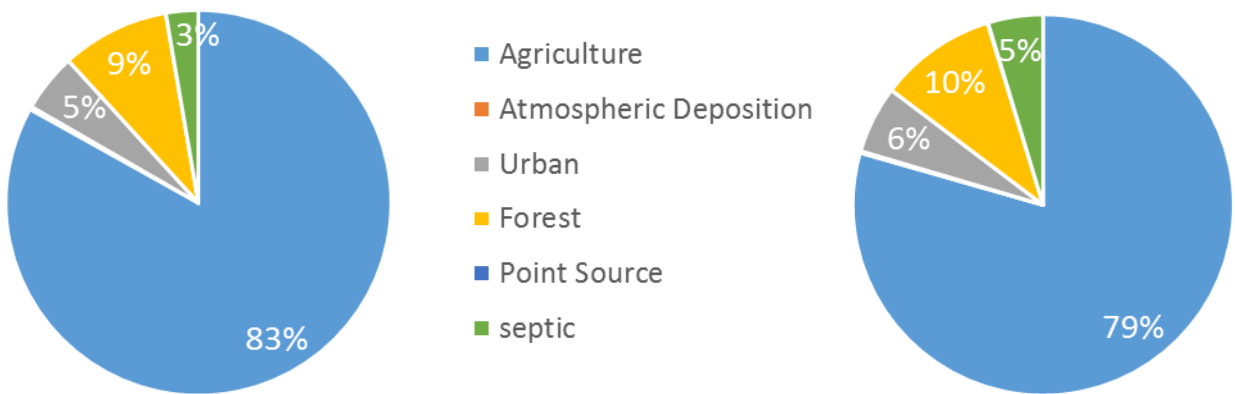 3%
9%
5%
83%
Agriculture
Atmospheric Deposition
Urban
Forest
Point Source
septic
5%
10%
6%
79%